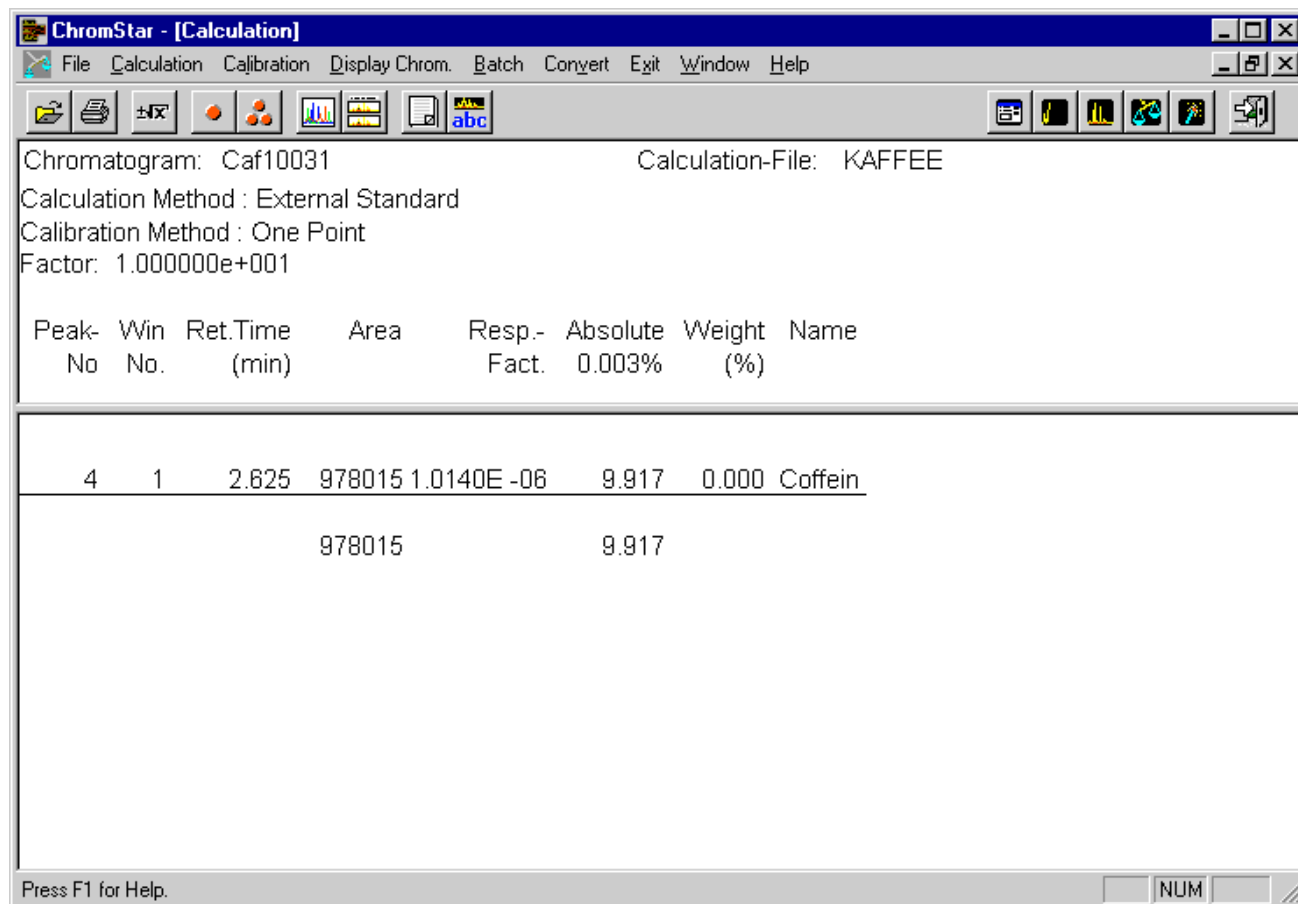 ChromStar - [Calculation]
File Calculation Calibration Display Chrom. Batch Convert Exit Window Help
±√x abc
Chromatogram: Caf10031 Calculation-File: KAFFEE
Calculation Method : External Standard
Calibration Method : One Point
Factor: 1.000000e+001
Peak- Win Ret.Time Area Resp.- Absolute Weight Name
No No. (min) Fact. 0.003% (%)
4 1 2.625 978015 1.0140E -06 9.917 0.000 Coffein
978015 9.917
Press F1 for Help. NUM